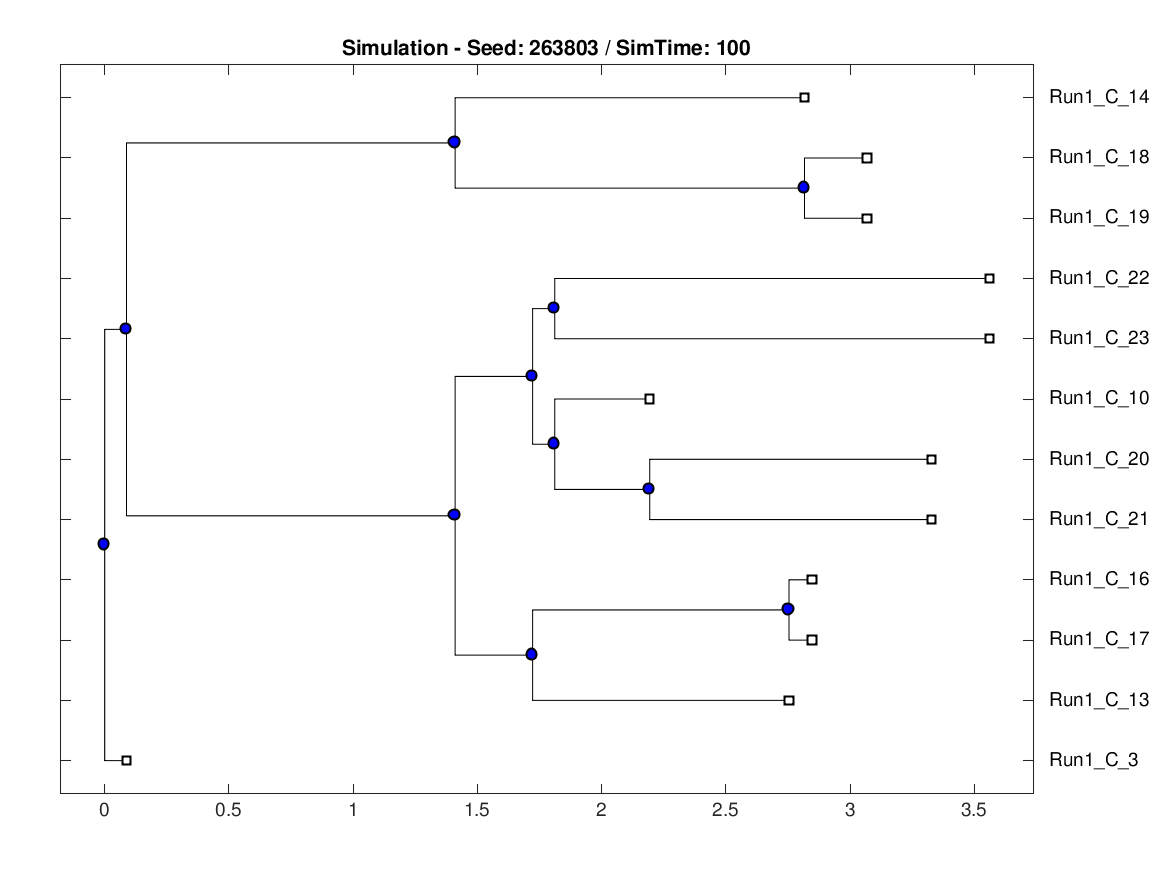 Simulation - Seed: 263803 / SimTime: 100
Run1_C_14
Run1_C_18
Run1_C_19
Run1_C_22
Run1_C_23
Run1_C_10
Run1_C_20
Run1_C_21
Run1_C_16
Run1_C_17
Run1_C_13
Run1_C_3
0 0.5 1 1.5 2 2.5 3 3.5